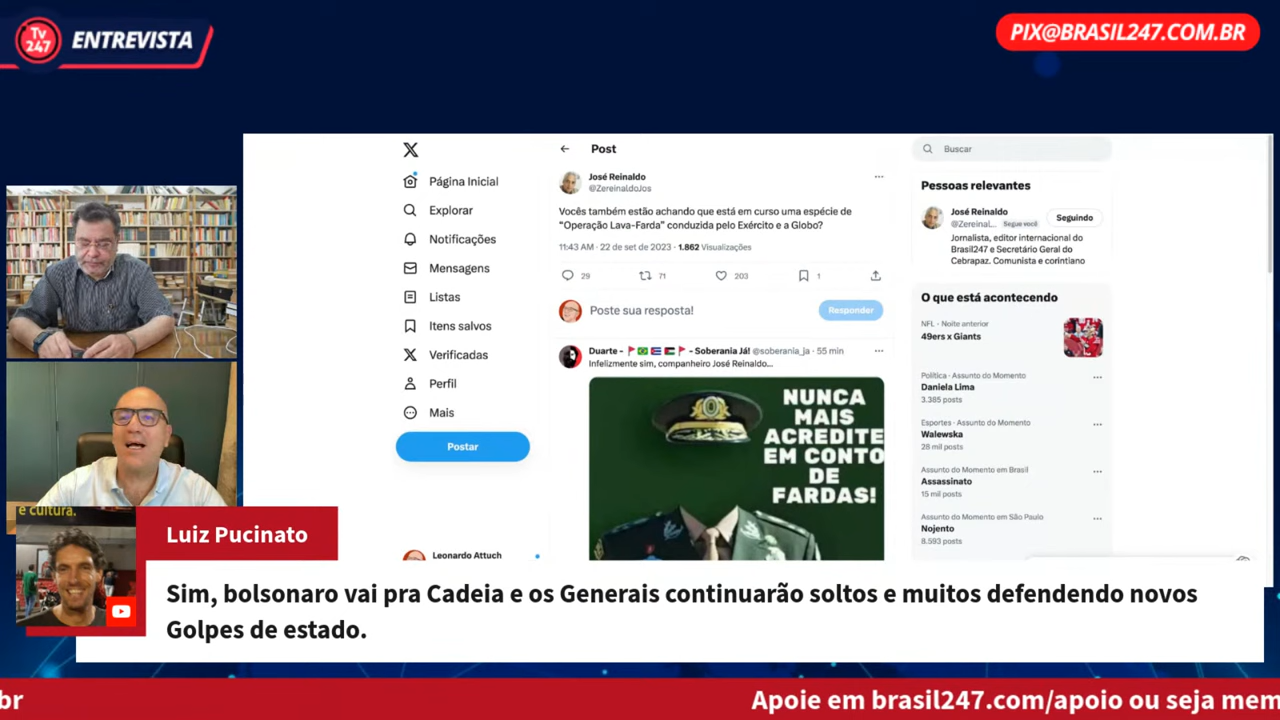 Tv 247
ENTREVISTA
PIX@BRASIL247.COM.BR
X
Página Inicial
Explorar
Notificações
Mensagens
Listas
Itens salvos
Verificadas
Perfil
Mais
Postar
Leonardo Attuch
Post
José Reinaldo
@ZereinaldoJos
Vocês também estão achando que está em curso uma espécie de
“Operação Lava-Farda” conduzida pelo Exército e a Globo?
11:43 AM · 22 de set de 2023 · 1.862 Visualizações
29 71 203 1
Poste sua resposta!
Responder
Duarte - - Soberania Já! @soberania_ja · 55 min
Infelizmente sim, companheiro José Reinaldo...
NUNCA
MAIS
ACREDITE
EM CONTO
DE
FARDAS!
Buscar
Pessoas relevantes
José Reinaldo
@Zereinal... Segue você
Seguindo
Jornalista, editor internacional do
Brasil247 e Secretário Geral do
Cebrapaz. Comunista e corintiano
O que está acontecendo
NFL · Noite anterior
49ers x Giants
Política · Assunto do Momento
Daniela Lima
3.385 posts
Esportes · Assunto do Momento
Walewska
28 mil posts
Assunto do Momento em Brasil
Assassinato
15 mil posts
Assunto do Momento em São Paulo
Nojento
8.593 posts
e cultura.
Luiz Pucinato
Sim, bolsonaro vai pra Cadeia e os Generais continuarão soltos e muitos defendendo novos
Golpes de estado.
br
Apoie em brasil247.com/apoio ou seja mem